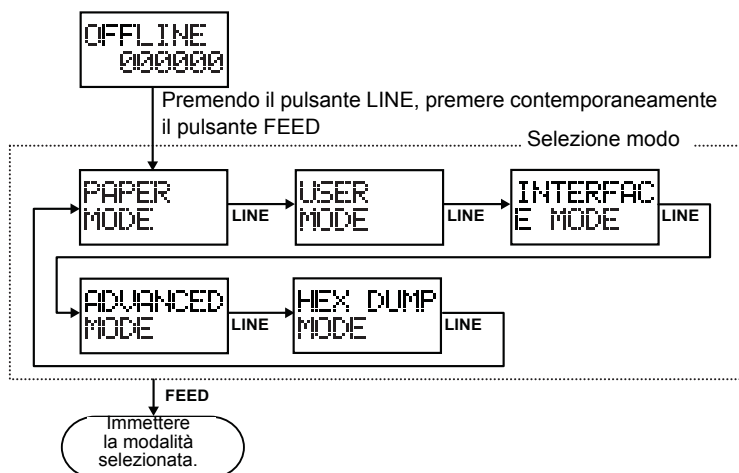 OFFLINE
000000
Premendo il pulsante LINE, premere contemporaneamente
il pulsante FEED
Selezione modo
PAPER
MODE
LINE
USER
MODE
LINE
INTERFAC
E MODE
LINE
ADVANCED
MODE
LINE
HEX DUMP
MODE
LINE
FEED
Immettere
la modalità
selezionata.